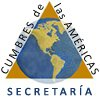 CUMBRES de las AMÉRICAS
SECRETARÍA